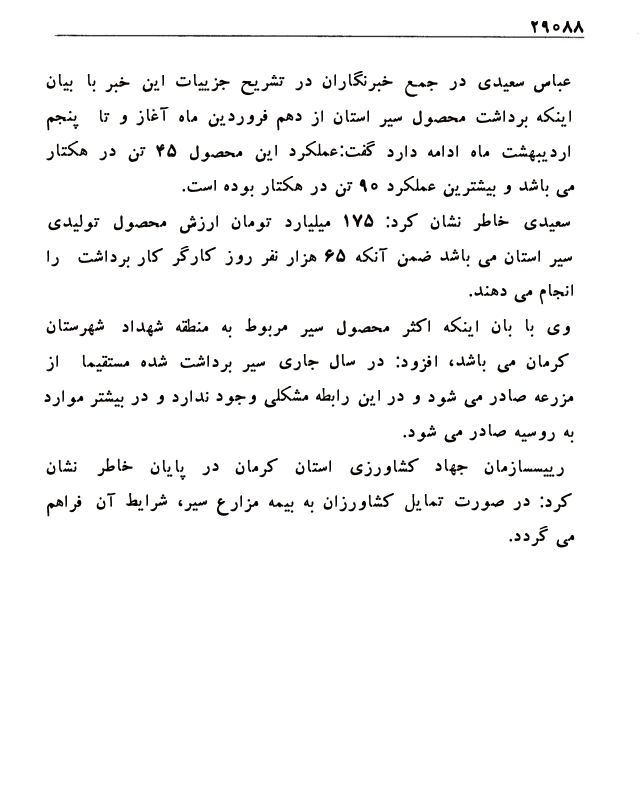 ۲۹۰۸۸
عباس سعیدی در جمع خبرنگاران در تشریح جزییات این خبر با بیان
اینکه برداشت محصول سیر استان از دهم فروردین ماه آغاز و تا پنجم
اردیبهشت ماه ادامه دارد گفت:عملکرد این محصول ۴۵ تن در هکتار
می باشد و بیشترین عملکرد ۹۰ تن در هکتار بوده است.
سعیدی خاطر نشان کرد: ۱۷۵ میلیارد تومان ارزش محصول تولیدی
سیر استان می باشد ضمن آنکه ۶۵ هزار نفر روز کارگر کار برداشت را
انجام می دهند.
وی با بان اینکه اکثر محصول سیر مربوط به منطقه شهداد شهرستان
کرمان می باشد، افزود: در سال جاری سیر برداشت شده مستقیما از
مزرعه صادر می شود و در این رابطه مشکلی وجود ندارد و در بیشتر موارد
به روسیه صادر می شود.
رییسسازمان جهاد کشاورزی استان کرمان در پایان خاطر نشان
کرد: در صورت تمایل کشاورزان به بیمه مزارع سیر، شرایط آن فراهم
می گردد.